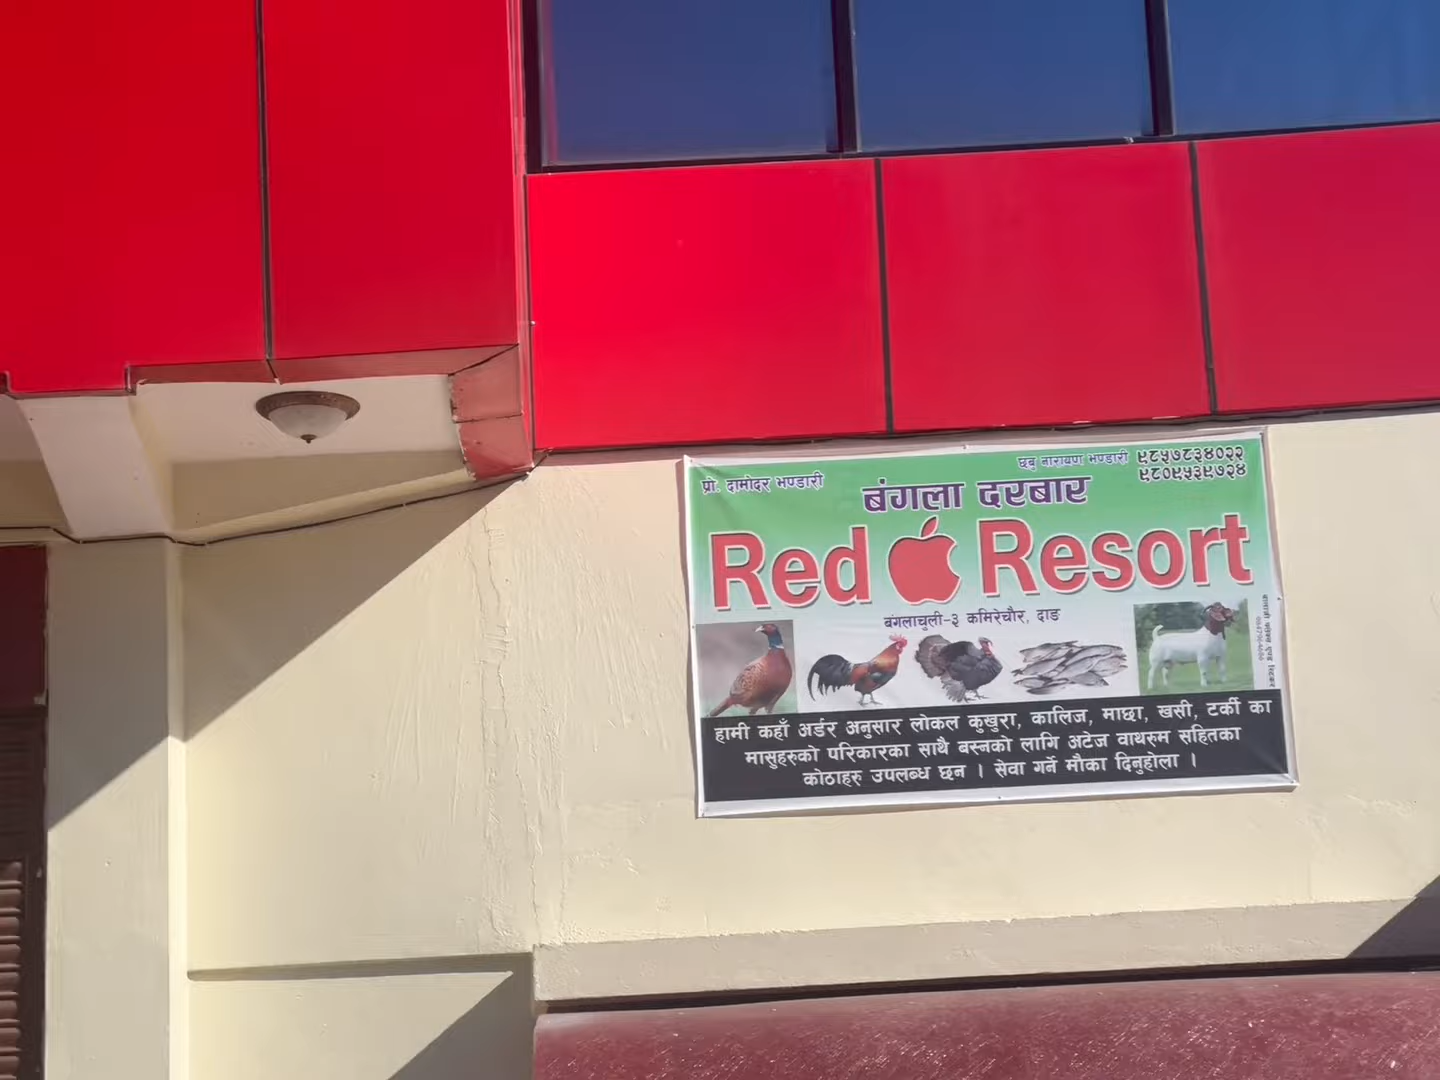 प्रो. दामोदर भण्डारी
छबु नारायण भण्डारी ९८५७८३४०२२
९८०९५३९७२४
बंगला दरबार
Red Resort
बंगलाचुली-३ कमिरेचौर, दाङ
हामी कहाँ अर्डर अनुसार लोकल कुखुरा, कालिज, माछा, खसी, टर्की का
मासुहरुको परिकारका साथै बस्नको लागि अटेज वाथरुम सहितका
कोठाहरु उपलब्ध छन । सेवा गर्ने मौका दिनुहोला ।